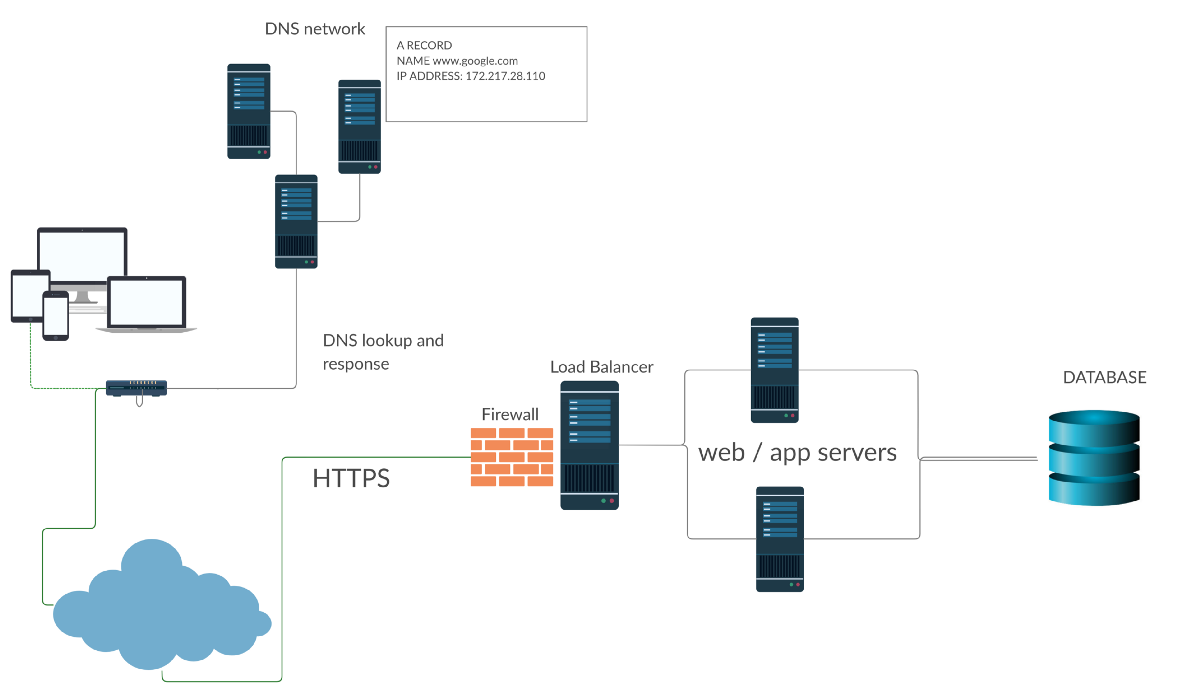 DNS network
A RECORD
NAME www.google.com
IP ADDRESS: 172.217.28.110
DNS lookup and
response
Load Balancer
DATABASE
Firewall
web / app servers
HTTPS